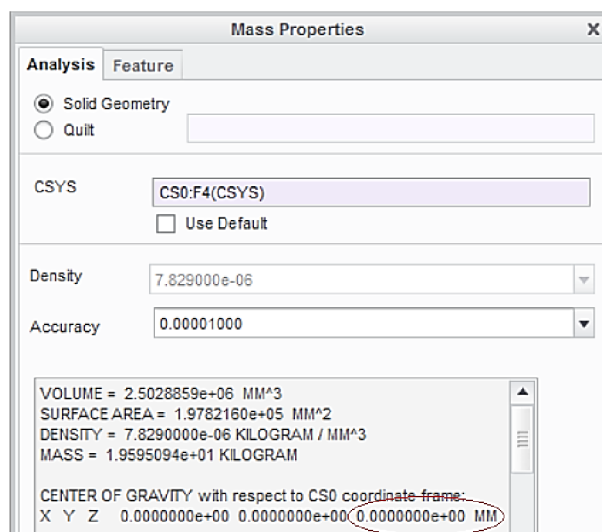 Mass Properties X
Analysis Feature
Solid Geometry
Quilt
CSYS CS0:F4(CSYS)
Use Default
Density 7.829000e-06
Accuracy 0.00001000
VOLUME = 2.5028859e+06 MM^3
SURFACE AREA = 1.9782160e+05 MM^2
DENSITY = 7.8290000e-06 KILOGRAM / MM^3
MASS = 1.9595094e+01 KILOGRAM
CENTER OF GRAVITY with respect to CS0 coordinate frame:
X Y Z 0.0000000e+00 0.0000000e+00 0.0000000e+00 MM